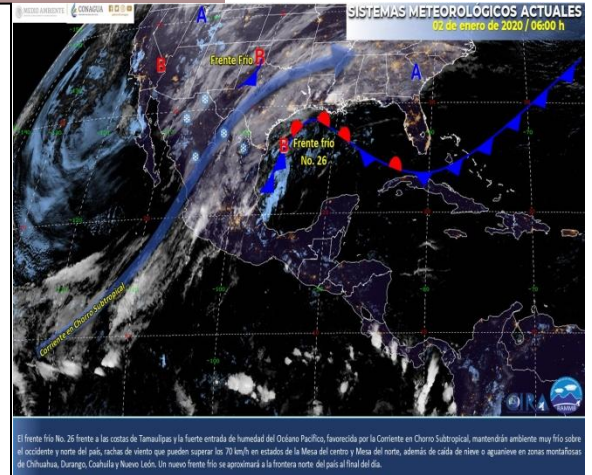 MEDIO AMBIENTE
CONAGUA
SISTEMAS METEOROLÓGICOS ACTUALES
02 de enero de 2020 / 06:00 h
A
B
Frente Frío
B
A
B
Frente frío
No. 26
Corriente en Chorro Subtropical
CIRA
RAMMB
El frente frío No. 26 frente a las costas de Tamaulipas y la fuerte entrada de humedad del Océano Pacífico, favorecida por la Corriente en Chorro Subtropical, mantendrán ambiente muy frío sobre
el occidente y norte del país, rachas de viento que pueden superar los 70 km/h en estados de la Mesa del centro y Mesa del norte, además de caída de nieve o aguanieve en zonas montañosas
de Chihuahua, Durango, Coahuila y Nuevo León. Un nuevo frente frío se aproximará a la frontera norte del país al final del día.